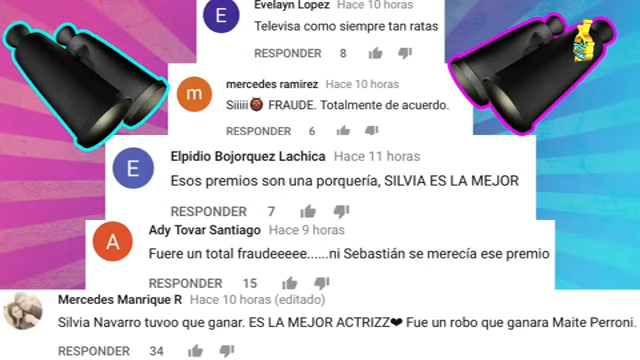 E
Evelayn Lopez Hace 10 horas
Televisa como siempre tan ratas
RESPONDER 8
m
mercedes ramirez Hace 10 horas
Siiiii👹 FRAUDE. Totalmente de acuerdo.
RESPONDER 6
E
Elpidio Bojorquez Lachica Hace 11 horas
Esos premios son una porquería, SILVIA ES LA MEJOR
RESPONDER 7
A
Ady Tovar Santiago Hace 9 horas
Fuere un total fraudeeeee......ni Sebastián se merecía ese premio
RESPONDER 15
Mercedes Manrique R Hace 10 horas (editado)
Silvia Navarro tuvoo que ganar. ES LA MEJOR ACTRIZZ❤ Fue un robo que ganara Maite Perroni.
RESPONDER 34